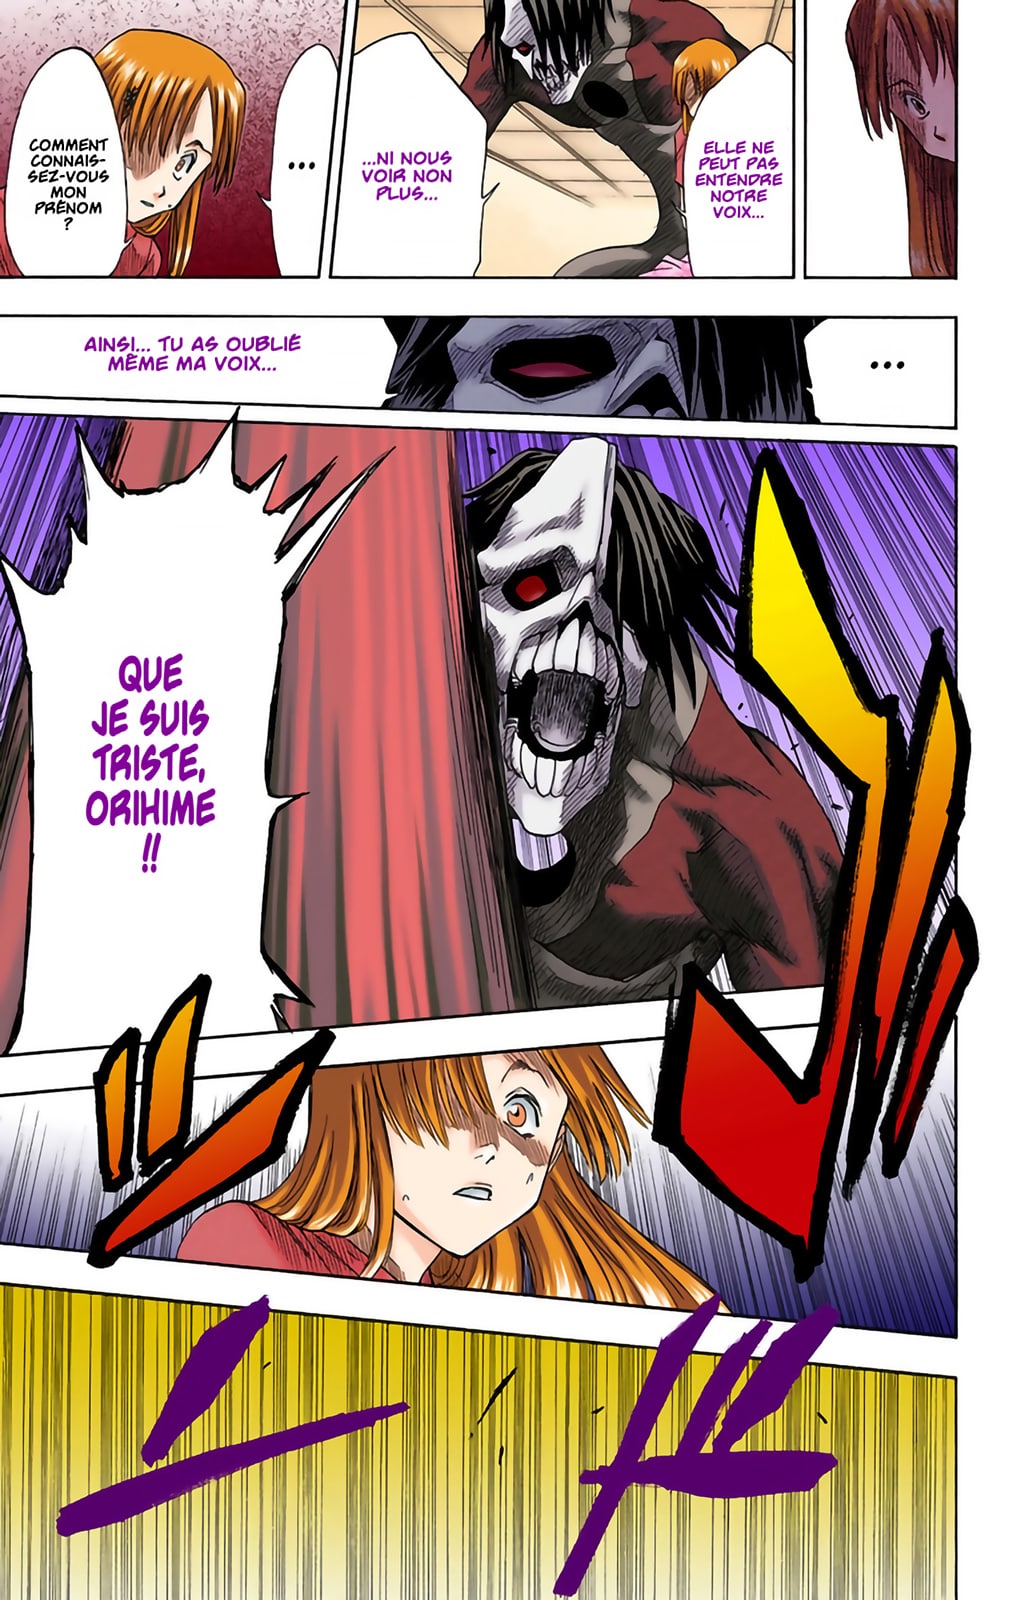 ELLE NE
PEUT PAS
ENTENDRE
NOTRE
VOIX...
...NI NOUS
VOIR NON
PLUS...
...
COMMENT
CONNAIS-
SEZ-VOUS
MON
PRÉNOM
?
...
AINSI... TU AS OUBLIÉ
MÊME MA VOIX...
QUE
JE SUIS
TRISTE,
ORIHIME
!!